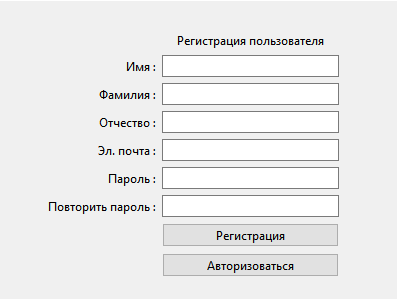 Регистрация пользователя
Имя :
Фамилия :
Отчество :
Эл. почта :
Пароль :
Повторить пароль :
Регистрация
Авторизоваться